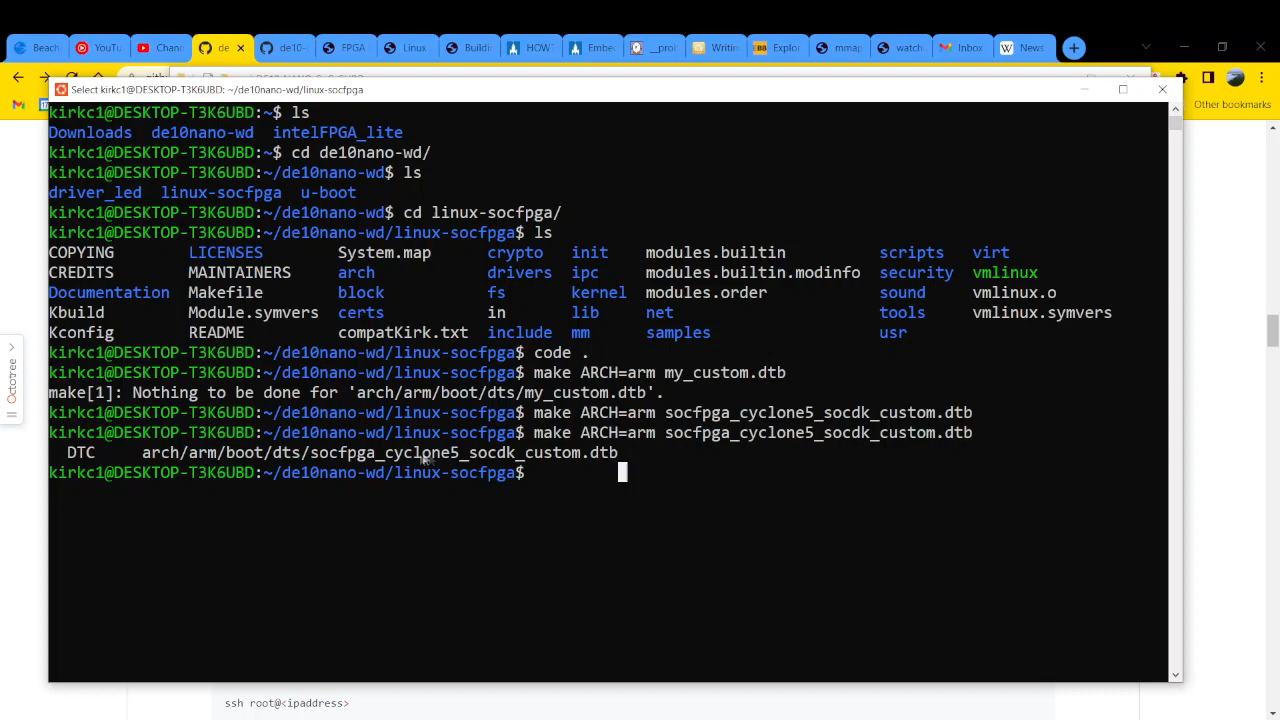 Beach
YouTu
Chan
de
de10-
FPGA
Linux
Buildi
HOWT
Embe
__prol
Writin
Explo
mmap
watch
Inbox
News
Other bookmarks
Select kirkc1@DESKTOP-T3K6UBD: ~/de10nano-wd/linux-socfpga
kirkc1@DESKTOP-T3K6UBD:~$ ls
Downloads de10nano-wd intelFPGA_lite
kirkc1@DESKTOP-T3K6UBD:~$ cd de10nano-wd/
kirkc1@DESKTOP-T3K6UBD:~/de10nano-wd$ ls
driver_led linux-socfpga u-boot
kirkc1@DESKTOP-T3K6UBD:~/de10nano-wd$ cd linux-socfpga/
kirkc1@DESKTOP-T3K6UBD:~/de10nano-wd/linux-socfpga$ ls
COPYING LICENSES System.map crypto init modules.builtin scripts virt
CREDITS MAINTAINERS arch drivers ipc modules.builtin.modinfo security vmlinux
Documentation Makefile block fs kernel modules.order sound vmlinux.o
Kbuild Module.symvers certs in lib net tools vmlinux.symvers
Kconfig README compatKirk.txt include mm samples usr
kirkc1@DESKTOP-T3K6UBD:~/de10nano-wd/linux-socfpga$ code .
kirkc1@DESKTOP-T3K6UBD:~/de10nano-wd/linux-socfpga$ make ARCH=arm my_custom.dtb
make[1]: Nothing to be done for 'arch/arm/boot/dts/my_custom.dtb'.
kirkc1@DESKTOP-T3K6UBD:~/de10nano-wd/linux-socfpga$ make ARCH=arm socfpga_cyclone5_socdk_custom.dtb
kirkc1@DESKTOP-T3K6UBD:~/de10nano-wd/linux-socfpga$ make ARCH=arm socfpga_cyclone5_socdk_custom.dtb
DTC arch/arm/boot/dts/socfpga_cyclone5_socdk_custom.dtb
kirkc1@DESKTOP-T3K6UBD:~/de10nano-wd/linux-socfpga$
Octotree
ssh root@<ipaddress>